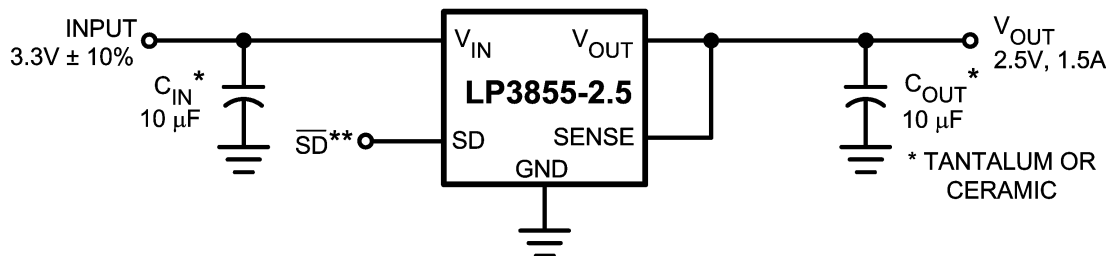 INPUT
3.3V ± 10%
C_IN*
10 μF
SD**
V_IN
V_OUT
LP3855-2.5
SD
SENSE
GND
V_OUT
2.5V, 1.5A
C_OUT*
10 μF
* TANTALUM OR
CERAMIC